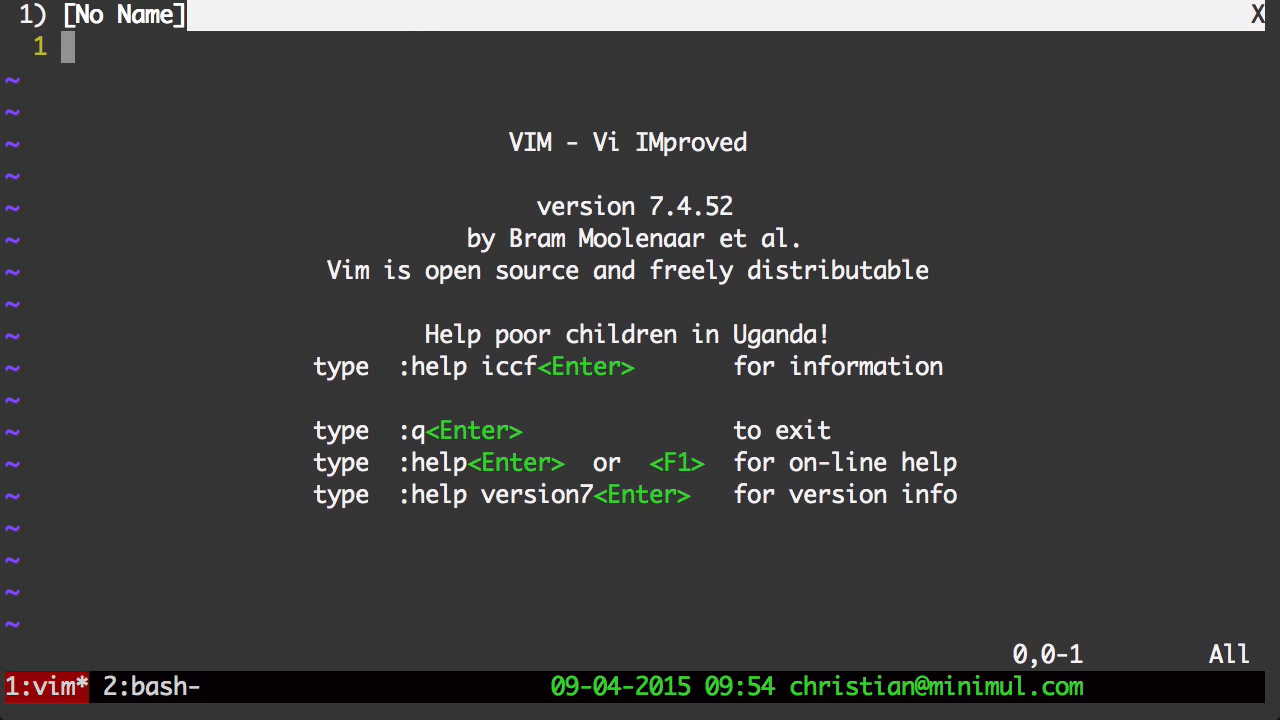 1) [No Name] X
1
~
~
~ VIM - Vi IMproved
~
~ version 7.4.52
~ by Bram Moolenaar et al.
~ Vim is open source and freely distributable
~
~ Help poor children in Uganda!
~ type :help iccf<Enter> for information
~
~ type :q<Enter> to exit
~ type :help<Enter> or <F1> for on-line help
~ type :help version7<Enter> for version info
~
~
~
~
0,0-1 All
1:vim* 2:bash- 09-04-2015 09:54 christian@minimul.com